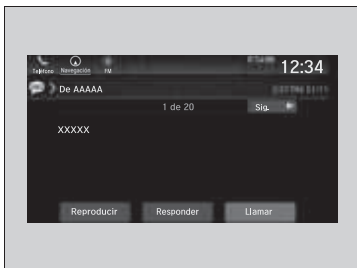 Teléfono Navegación FM
12:34
De AAAAA
1 de 20 Sig.
XXXXX
Reproducir Responder Llamar